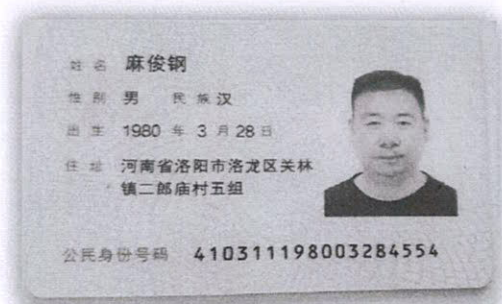 姓名 麻俊钢
性别 男 民族 汉
出生 1980 年 3 月 28 日
住址 河南省洛阳市洛龙区关林
镇二郎庙村五组
公民身份号码 410311198003284554